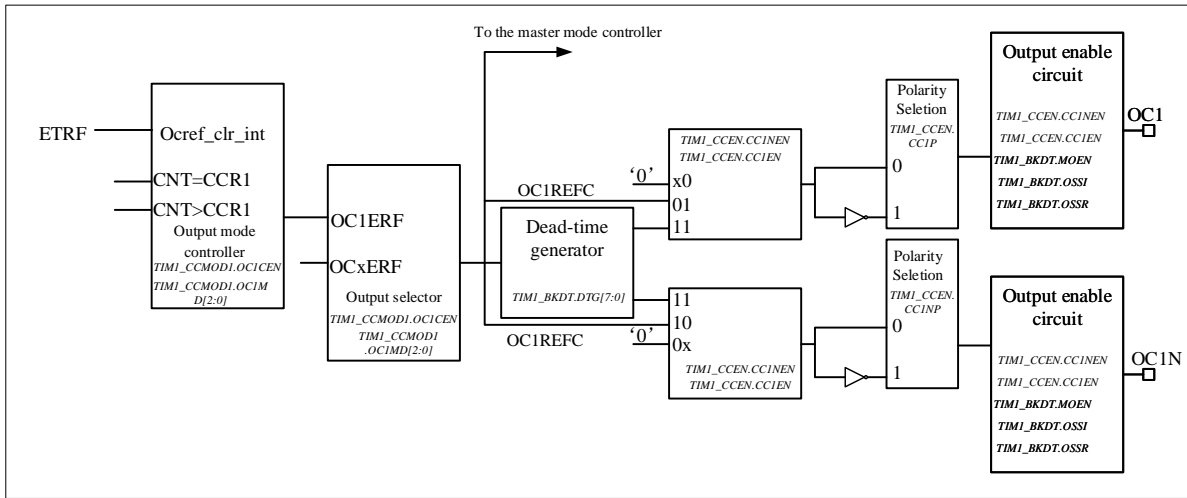 To the master mode controller
ETRF
Ocref_clr_int
CNT=CCR1
CNT>CCR1
Output mode
controller
TIM1_CCMOD1.OC1CEN
TIM1_CCMOD1.OC1M
D[2:0]
OC1ERF
OCxERF
Output selector
TIM1_CCMOD1.OC1CEN
TIM1_CCMOD1
.OC1MD[2:0]
OC1REFC
Dead-time
generator
TIM1_BKDT.DTG[7:0]
OC1REFC
TIM1_CCEN.CC1NEN
TIM1_CCEN.CC1EN
‘0’
x0
01
11
11
10
‘0’
0x
TIM1_CCEN.CC1NEN
TIM1_CCEN.CC1EN
Polarity
Seletion
TIM1_CCEN.
CC1P
0
1
Polarity
Seletion
TIM1_CCEN.
CC1NP
0
1
Output enable
circuit
TIM1_CCEN.CC1NEN
TIM1_CCEN.CC1EN
TIM1_BKDT.MOEN
TIM1_BKDT.OSSI
TIM1_BKDT.OSSR
OC1
Output enable
circuit
TIM1_CCEN.CC1NEN
TIM1_CCEN.CC1EN
TIM1_BKDT.MOEN
TIM1_BKDT.OSSI
TIM1_BKDT.OSSR
OC1N